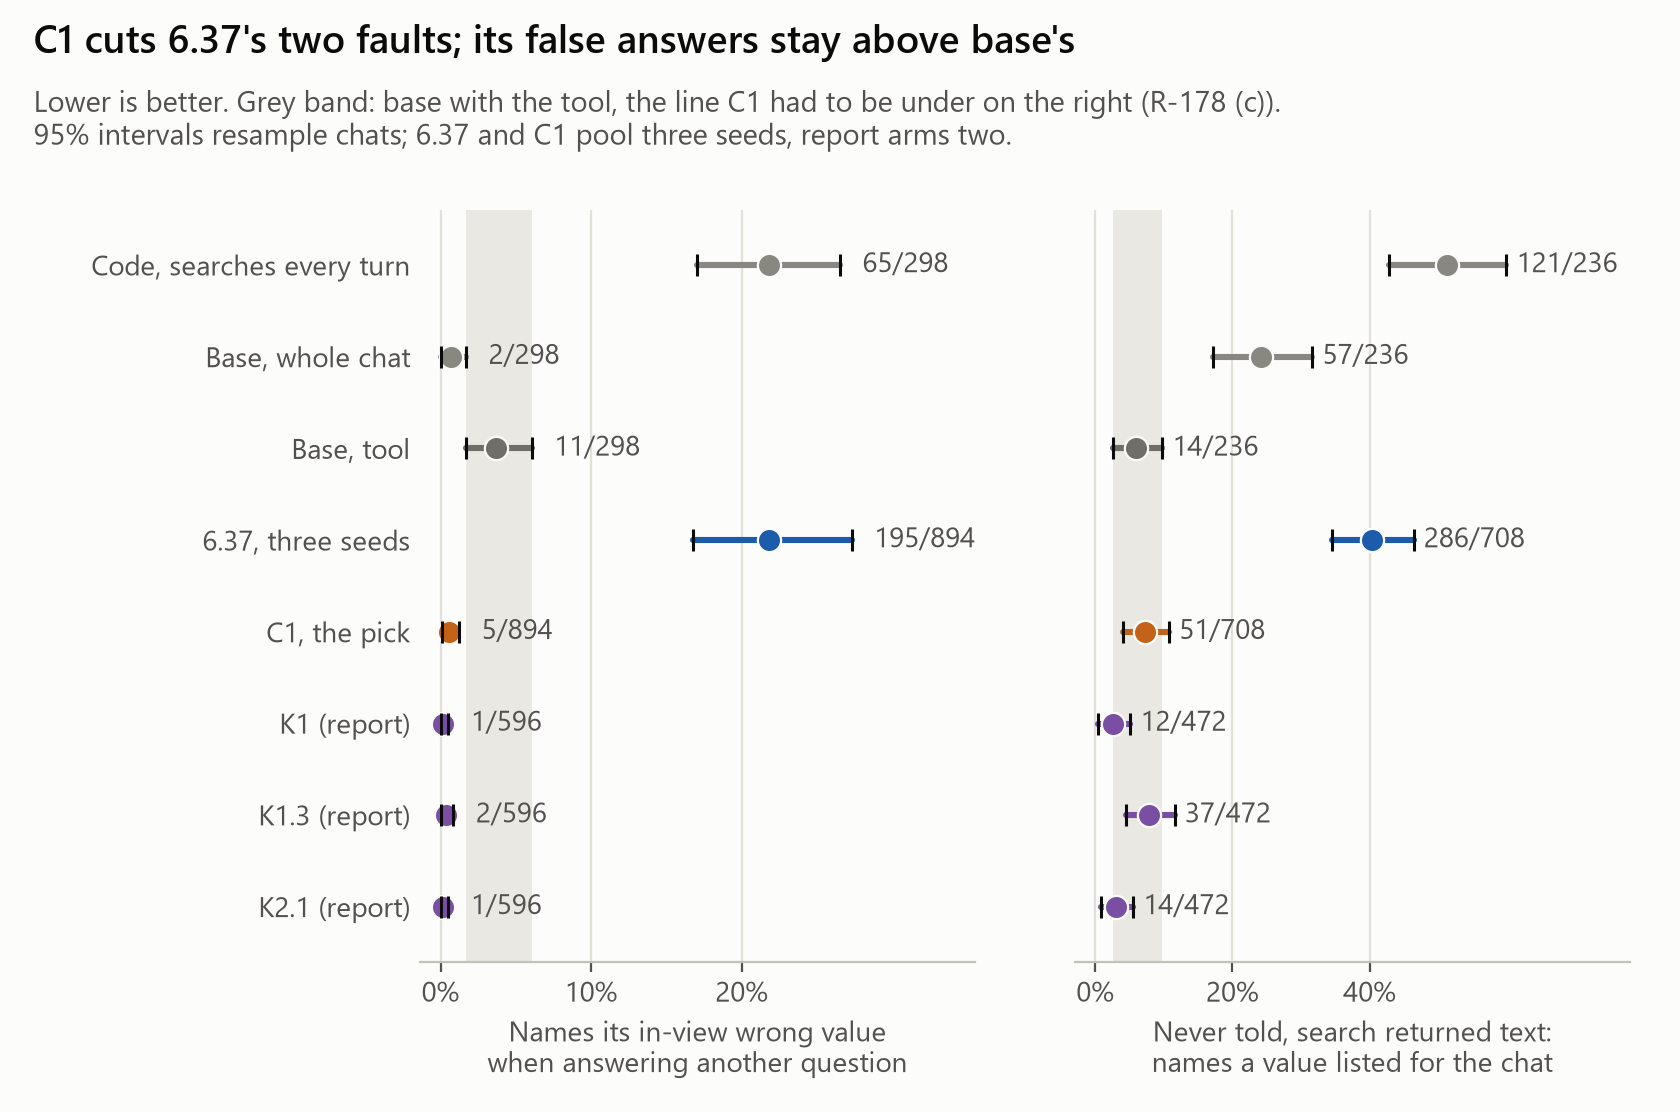 C1 cuts 6.37's two faults; its false answers stay above base's
Lower is better. Grey band: base with the tool, the line C1 had to be under on the right (R-178 (c)).
95% intervals resample chats; 6.37 and C1 pool three seeds, report arms two.
Code, searches every turn
65/298
121/236
Base, whole chat
2/298
57/236
Base, tool
11/298
14/236
6.37, three seeds
195/894
286/708
C1, the pick
5/894
51/708
K1 (report)
1/596
12/472
K1.3 (report)
2/596
37/472
K2.1 (report)
1/596
14/472
0%
10%
20%
0%
20%
40%
Names its in-view wrong value
when answering another question
Never told, search returned text:
names a value listed for the chat